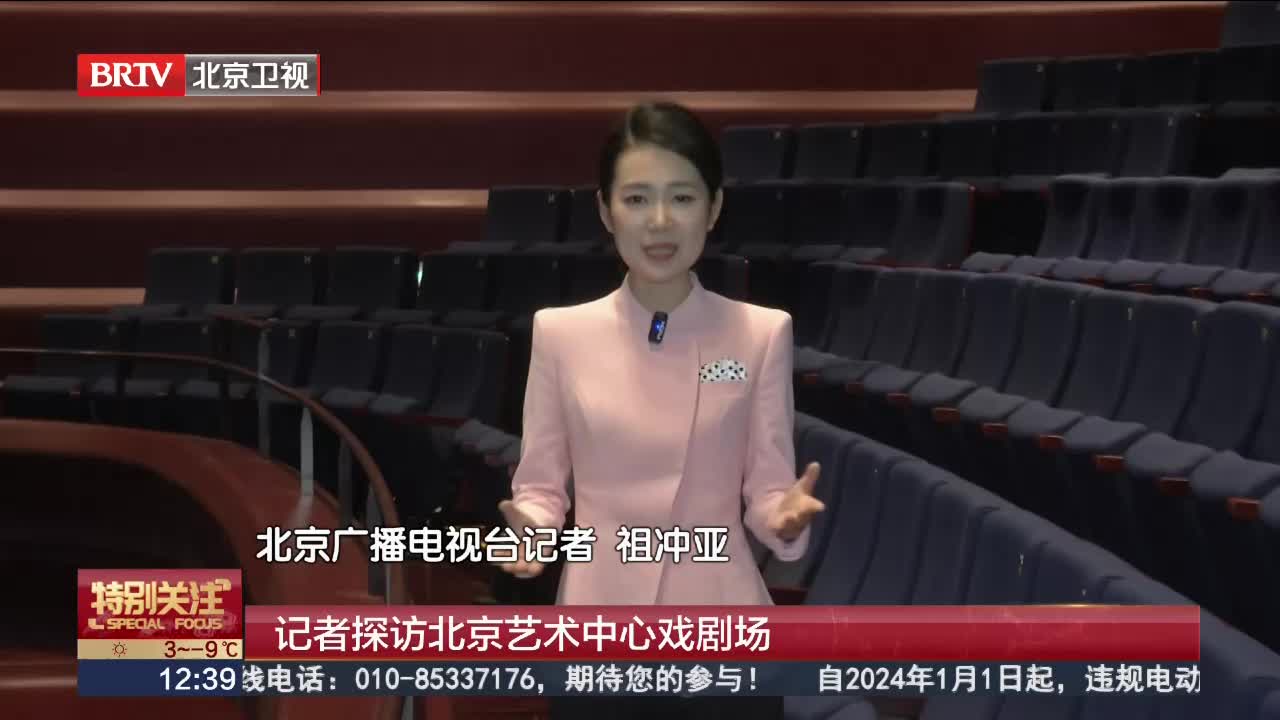 BRTV 北京卫视
北京广播电视台记者 祖冲亚
特别关注
SPECIAL FOCUS
记者探访北京艺术中心戏剧场
3~-9℃
12:39
线电话：010-85337176，期待您的参与！ 自2024年1月1日起，违规电动